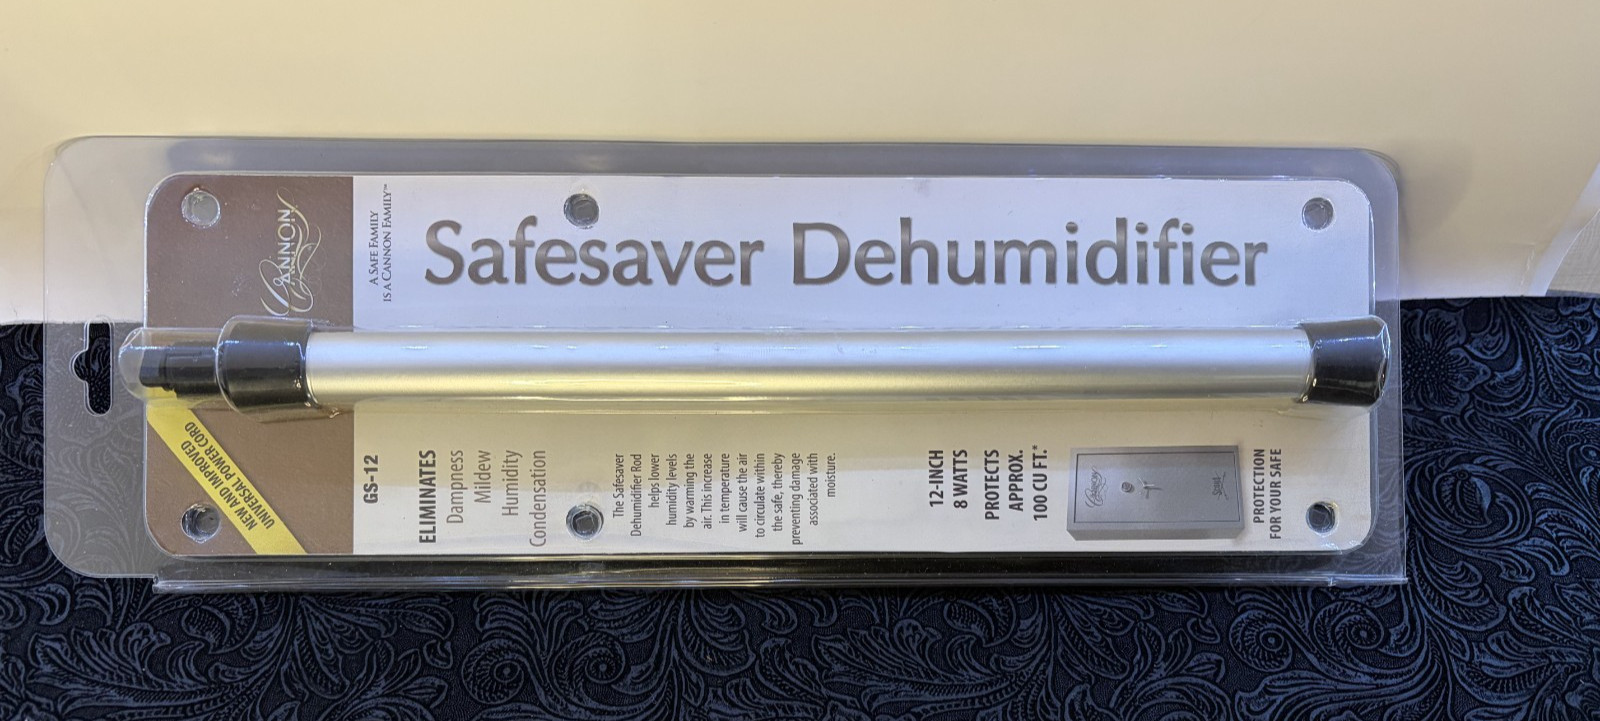 CANNON
A SAFE FAMILY
IS A CANNON FAMILY™
Safesaver Dehumidifier
NEW AND IMPROVED
UNIVERSAL POWER CORD
GS-12
ELIMINATES
Dampness
Mildew
Humidity
Condensation
The Safesaver
Dehumidifier Rod
helps lower
humidity levels
by warming the
air. This increase
in temperature
will cause the air
to circulate within
the safe, thereby
preventing damage
associated with
moisture.
12-INCH
8 WATTS
PROTECTS
APPROX.
100 CU FT.*
Cannon
PROTECTION
FOR YOUR SAFE